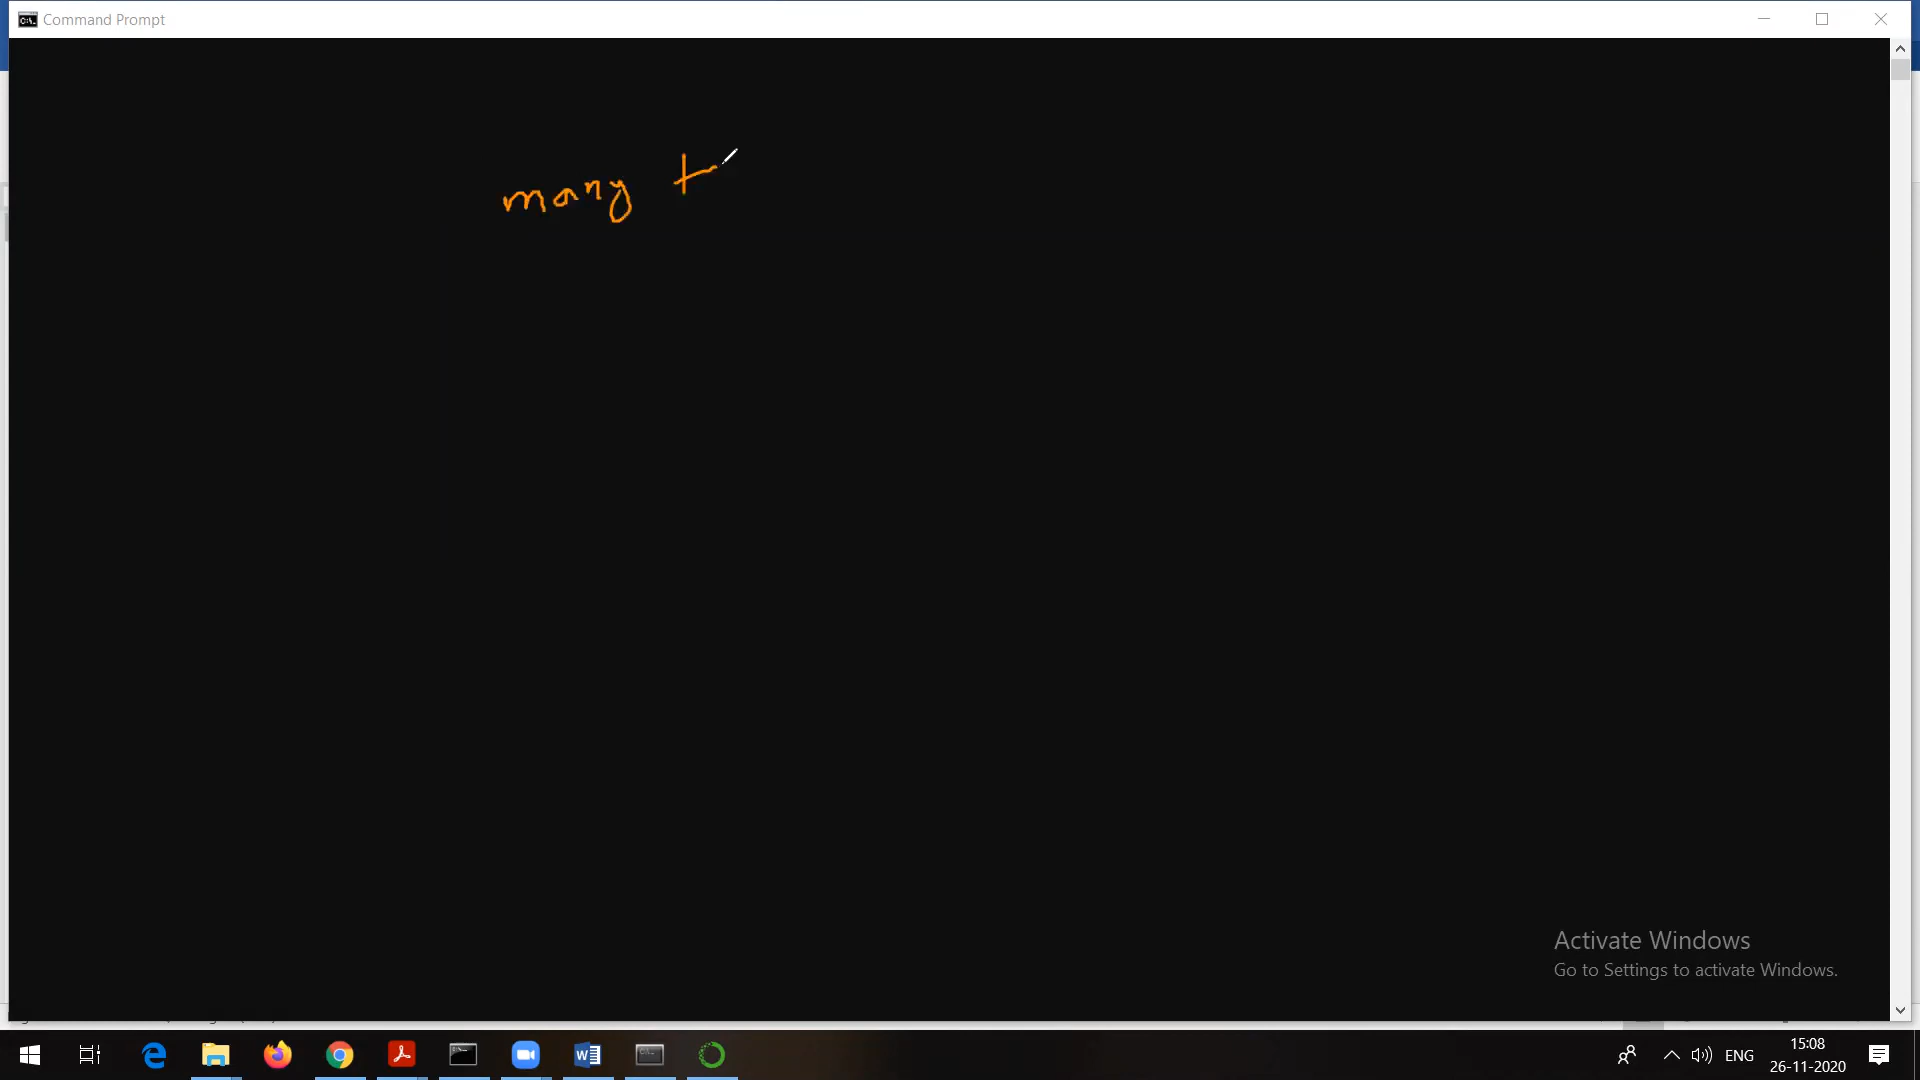 Command Prompt
many t
Activate Windows
Go to Settings to activate Windows.
ENG
15:08
26-11-2020